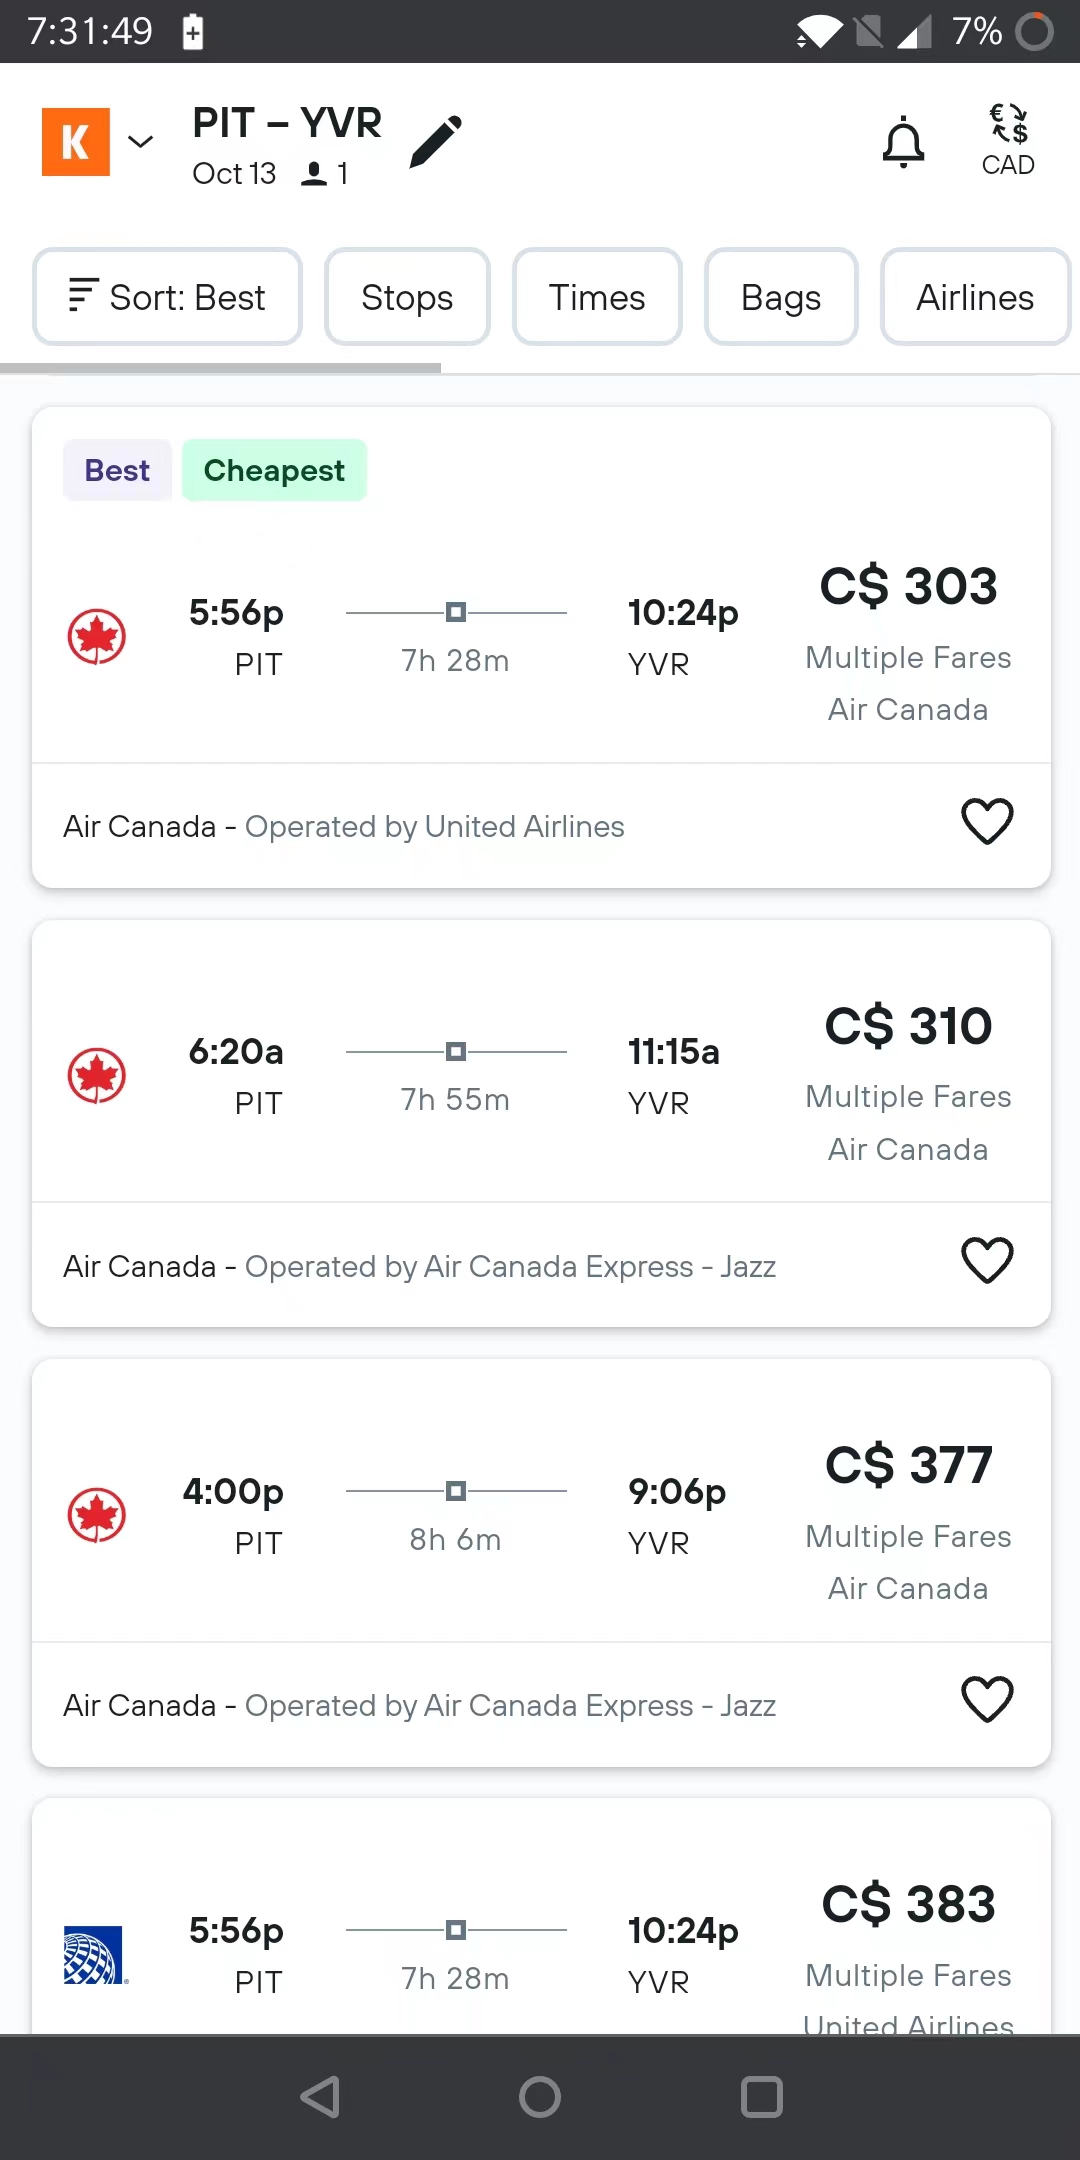 7:31:49
7%
K
PIT – YVR
Oct 13 1
€ $
CAD
Sort: Best
Stops
Times
Bags
Airlines
Best
Cheapest
5:56p
PIT
7h 28m
10:24p
YVR
C$ 303
Multiple Fares
Air Canada
Air Canada - Operated by United Airlines
6:20a
PIT
7h 55m
11:15a
YVR
C$ 310
Multiple Fares
Air Canada
Air Canada - Operated by Air Canada Express - Jazz
4:00p
PIT
8h 6m
9:06p
YVR
C$ 377
Multiple Fares
Air Canada
Air Canada - Operated by Air Canada Express - Jazz
5:56p
PIT
7h 28m
10:24p
YVR
C$ 383
Multiple Fares
United Airlines